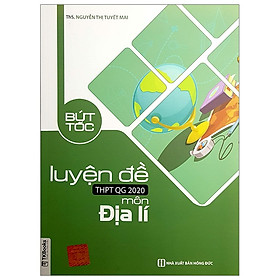 ThS. NGUYỄN THỊ TUYẾT MAI
BỨT
TỐC
luyện đề
THPT QG 2020
môn
Địa lí
NHÀ XUẤT BẢN HỒNG ĐỨC
TKBooks